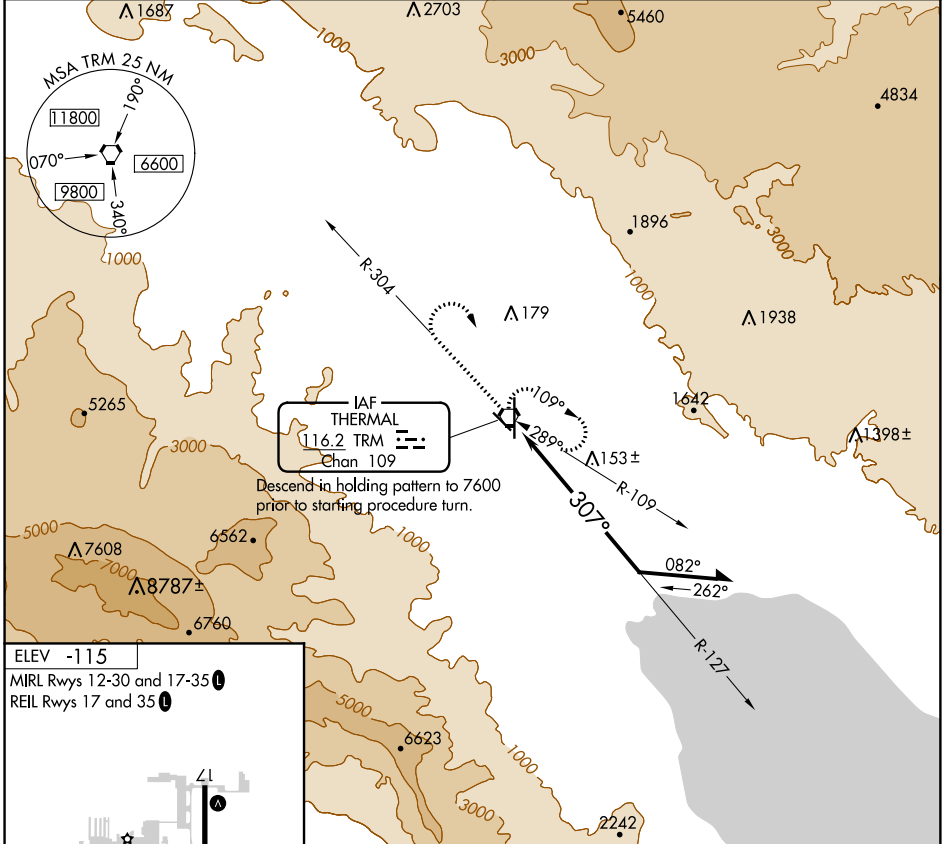 1687
2703
5460
1000
3000
MSA TRM 25 NM
190°
11800
4834
070°
6600
9800
340°
1896
3000
1000
R-304
1000
179
1938
IAF
THERMAL
116.2 TRM
Chan 109
109°
1642
5265
289°
1398±
3000
153±
R-109
Descend in holding pattern to 7600
prior to starting procedure turn.
307°
5000
6562
1000
7608
7000
8787±
082°
262°
6760
R-127
ELEV -115
MIRL Rwys 12-30 and 17-35 L
REIL Rwys 17 and 35 L
5000
6623
1000
17
A
3000
2242